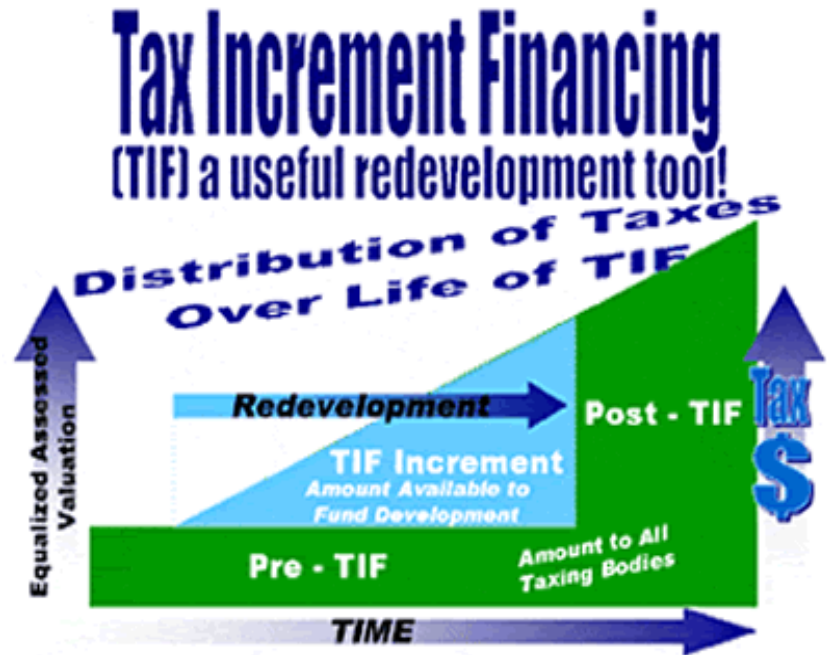 Tax Increment Financing
(TIF) a useful redevelopment tool!
Distribution of Taxes
Over Life of TIF
Equalized Assessed
Valuation
Redevelopment
TIF Increment
Amount Available to
Fund Development
Post - TIF
Tax
$
Pre - TIF
Amount to All
Taxing Bodies
TIME